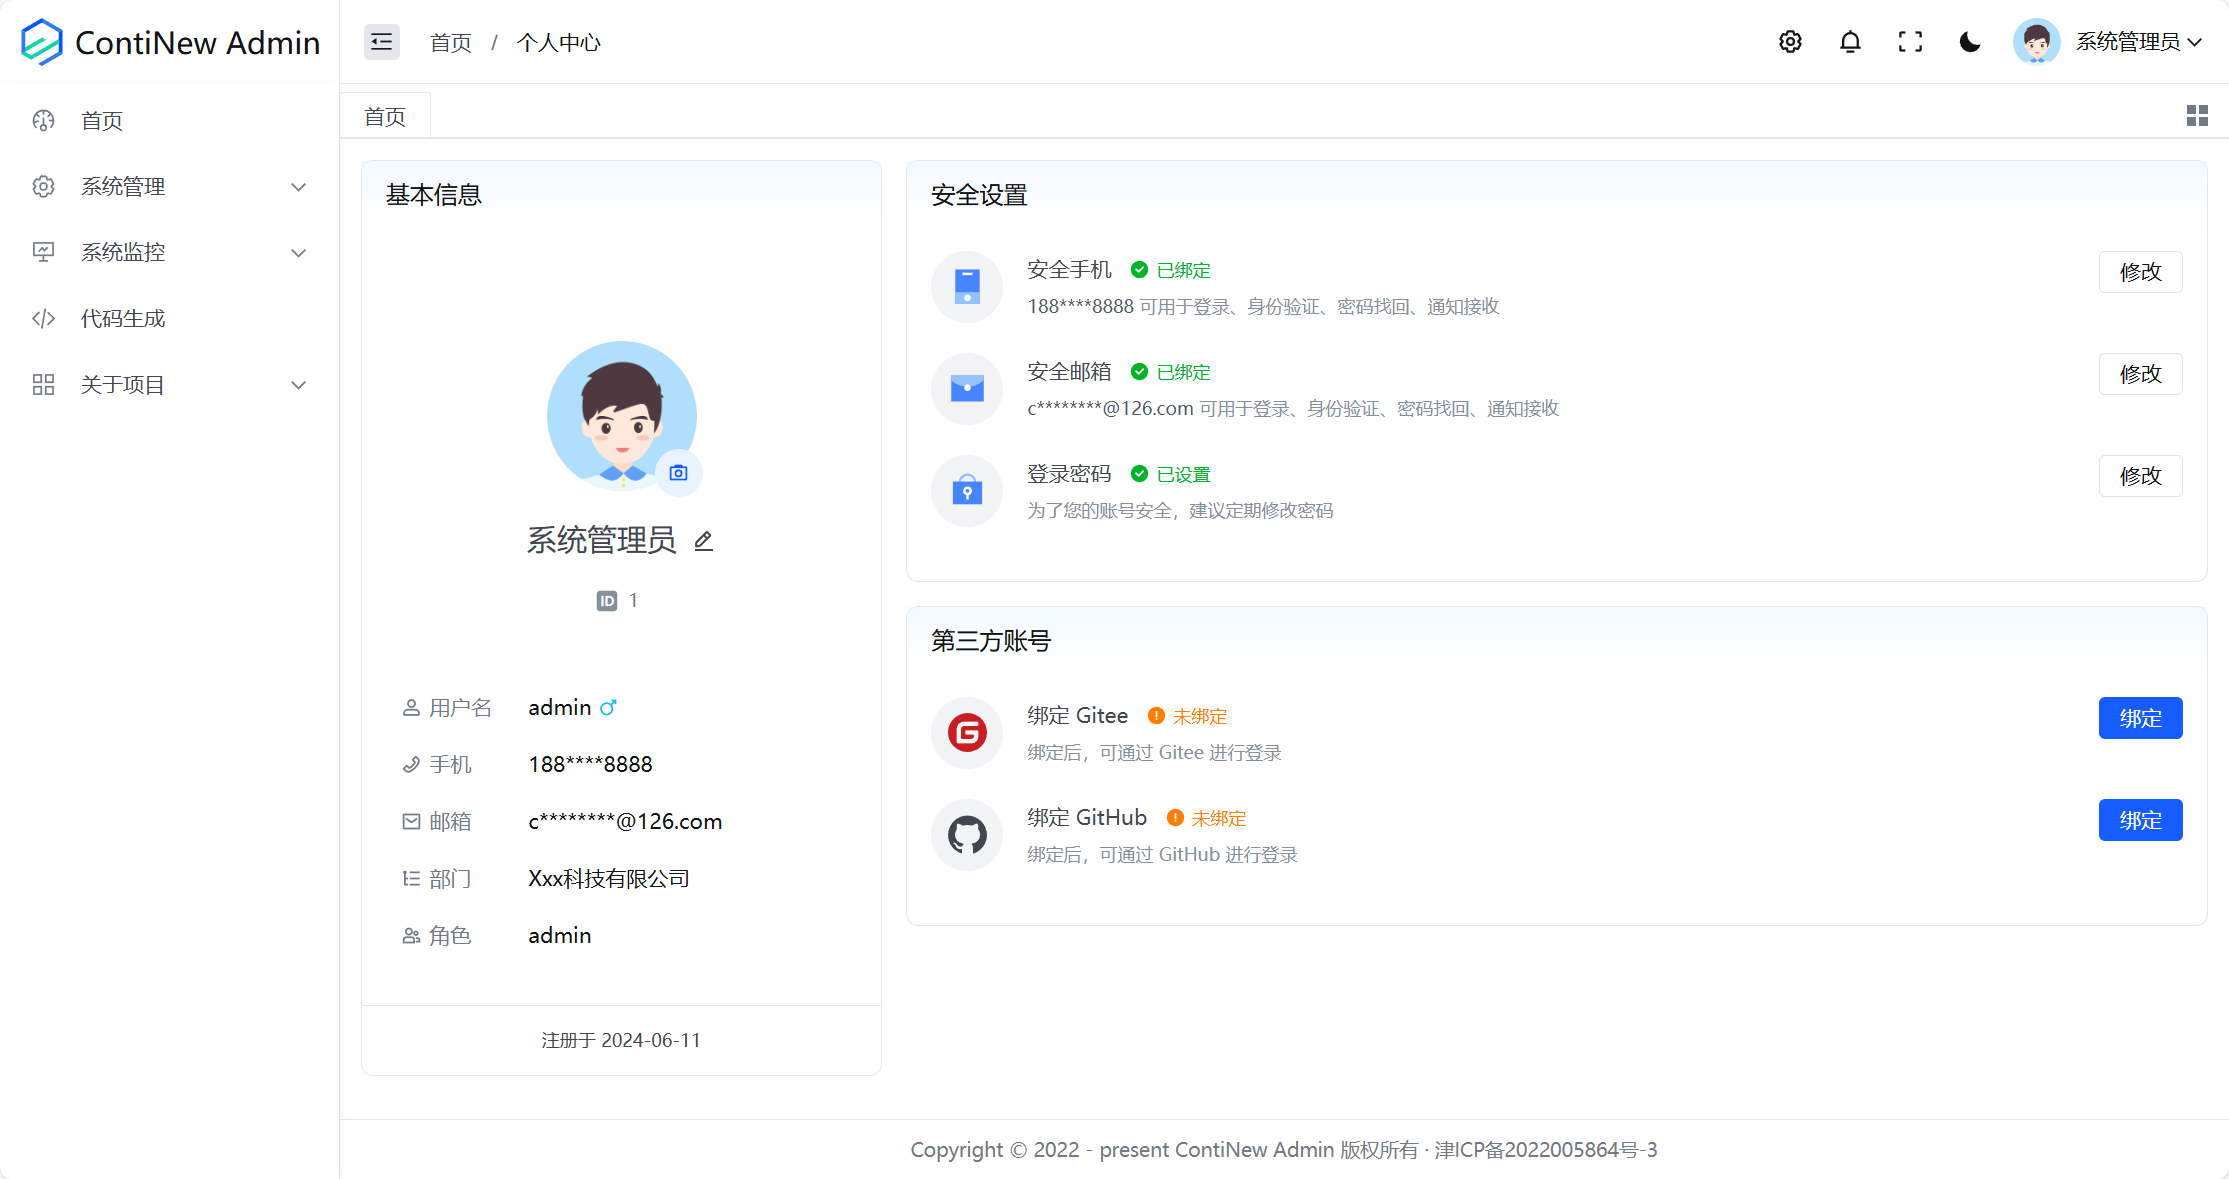 ContiNew Admin
首页 / 个人中心
系统管理员
首页
系统管理
系统监控
代码生成
关于项目
首页
基本信息
系统管理员
ID 1
用户名 admin
手机 188****8888
邮箱 c********@126.com
部门 Xxx科技有限公司
角色 admin
注册于 2024-06-11
安全设置
安全手机 已绑定
188****8888 可用于登录、身份验证、密码找回、通知接收
修改
安全邮箱 已绑定
c********@126.com 可用于登录、身份验证、密码找回、通知接收
修改
登录密码 已设置
为了您的账号安全，建议定期修改密码
修改
第三方账号
绑定 Gitee 未绑定
绑定后，可通过 Gitee 进行登录
绑定
绑定 GitHub 未绑定
绑定后，可通过 GitHub 进行登录
绑定
Copyright © 2022 - present ContiNew Admin 版权所有 · 津ICP备2022005864号-3